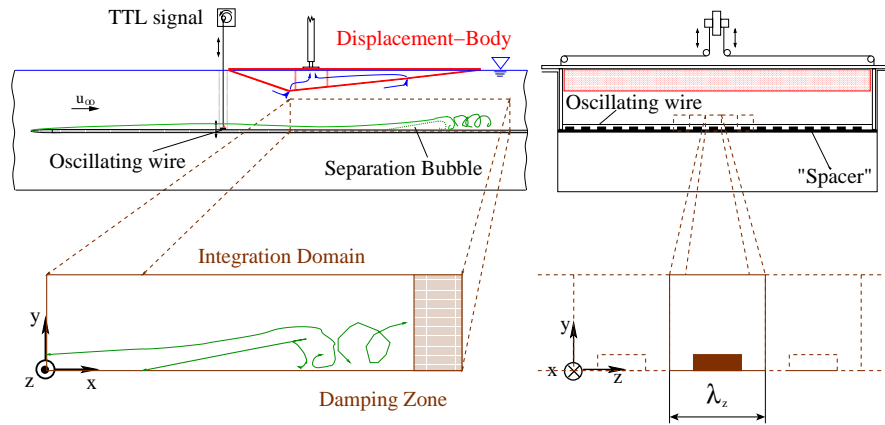 TTL signal
Displacement–Body
u∞
Oscillating wire
Separation Bubble
Oscillating wire
"Spacer"
Integration Domain
y
z
x
Damping Zone
y
x
z
λz